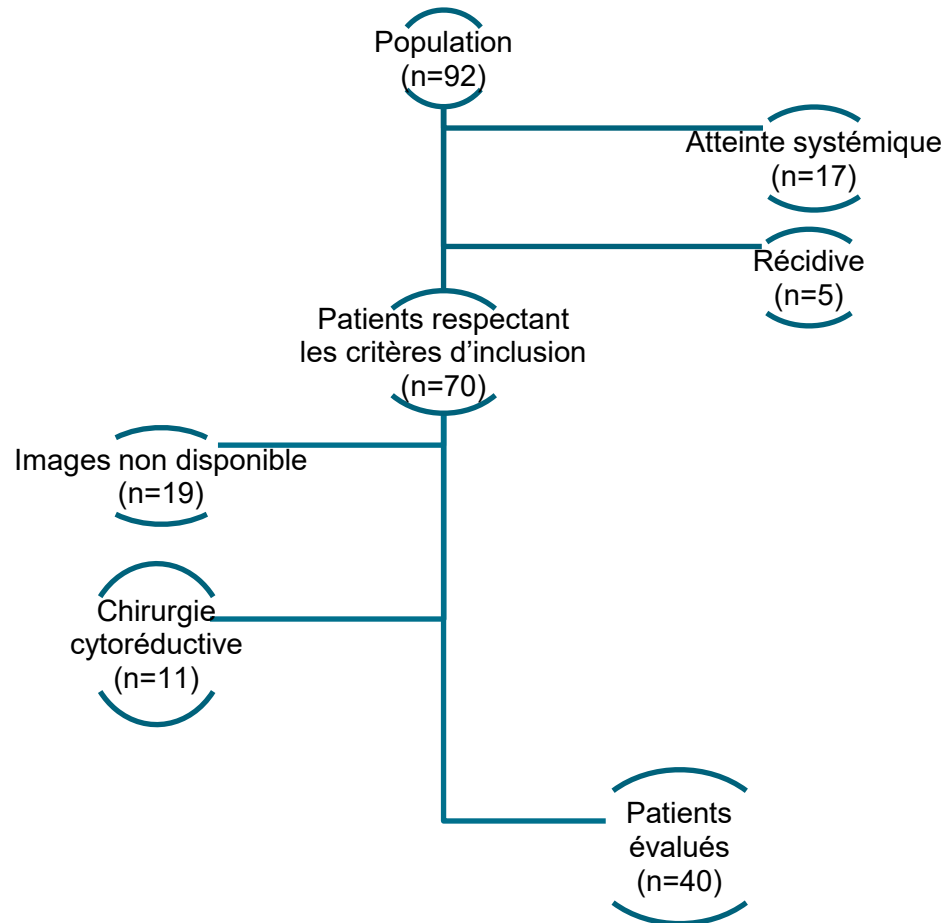 Population
(n=92)
Atteinte systémique
(n=17)
Récidive
(n=5)
Patients respectant
les critères d’inclusion
(n=70)
Images non disponible
(n=19)
Chirurgie
cytoréductive
(n=11)
Patients
évalués
(n=40)